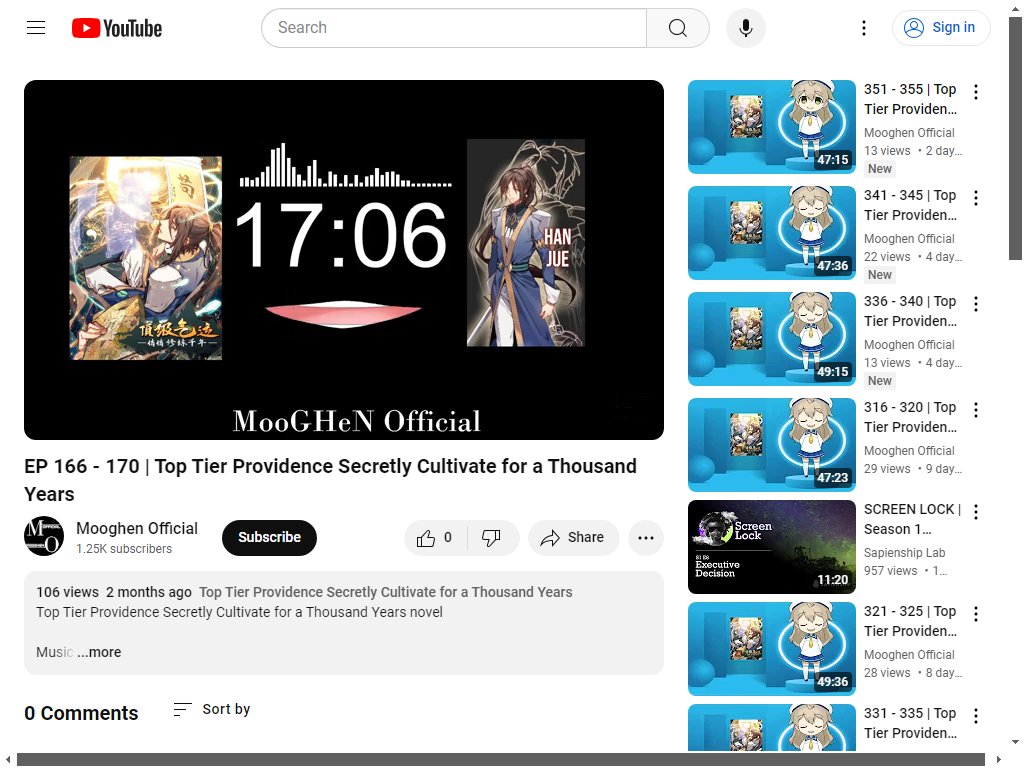 YouTube
Search
Sign in
17:06
HAN
JUE
頂級氣運
悄悄修练千年
MooGHeN Official
EP 166 - 170 | Top Tier Providence Secretly Cultivate for a Thousand
Years
Mooghen Official
1.25K subscribers
Subscribe
0
Share
106 views 2 months ago Top Tier Providence Secretly Cultivate for a Thousand Years
Top Tier Providence Secretly Cultivate for a Thousand Years novel
Music ...more
0 Comments
Sort by
47:15
351 - 355 | Top
Tier Providen...
Mooghen Official
13 views • 2 day...
New
47:36
341 - 345 | Top
Tier Providen...
Mooghen Official
22 views • 4 day...
New
49:15
336 - 340 | Top
Tier Providen...
Mooghen Official
13 views • 4 day...
New
47:23
316 - 320 | Top
Tier Providen...
Mooghen Official
29 views • 9 day...
Screen
Lock
S1 E6
Executive
Decision
11:20
SCREEN LOCK |
Season 1...
Sapienship Lab
957 views • 1...
49:36
321 - 325 | Top
Tier Providen...
Mooghen Official
28 views • 8 day...
331 - 335 | Top
Tier Providen...